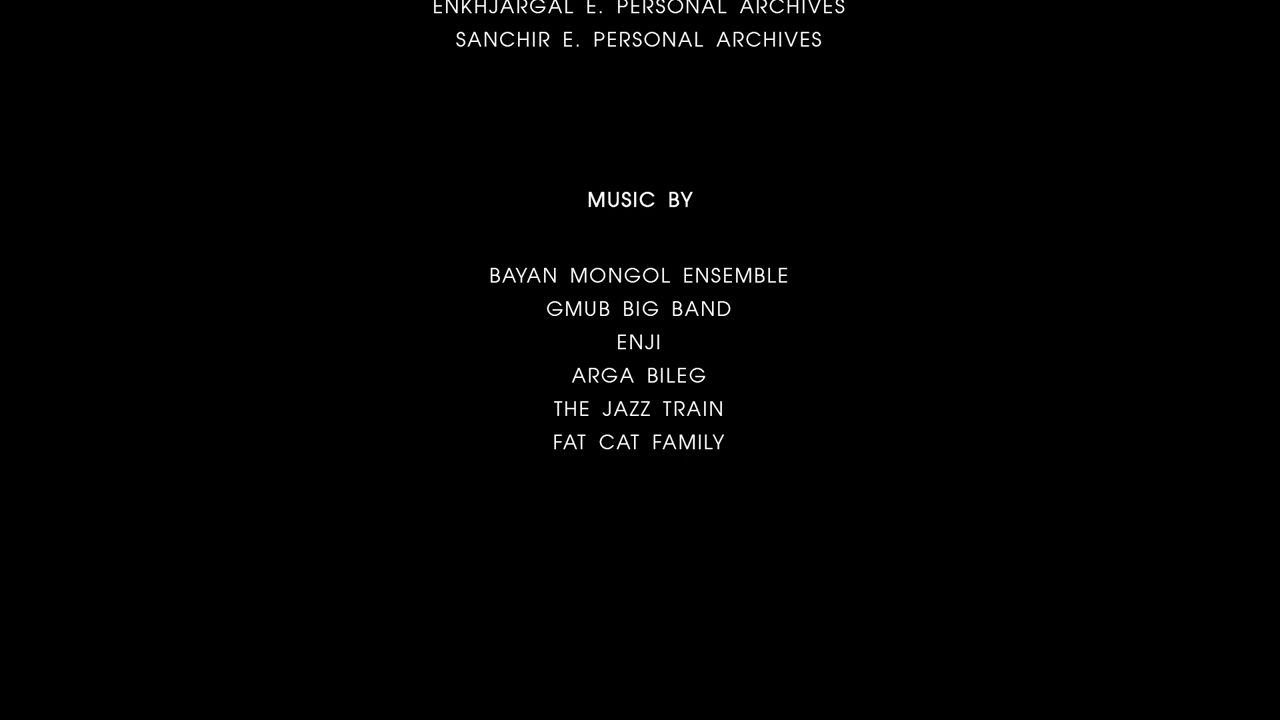 ENKHJARGAL E. PERSONAL ARCHIVES
SANCHIR E. PERSONAL ARCHIVES
MUSIC BY
BAYAN MONGOL ENSEMBLE
GMUB BIG BAND
ENJI
ARGA BILEG
THE JAZZ TRAIN
FAT CAT FAMILY